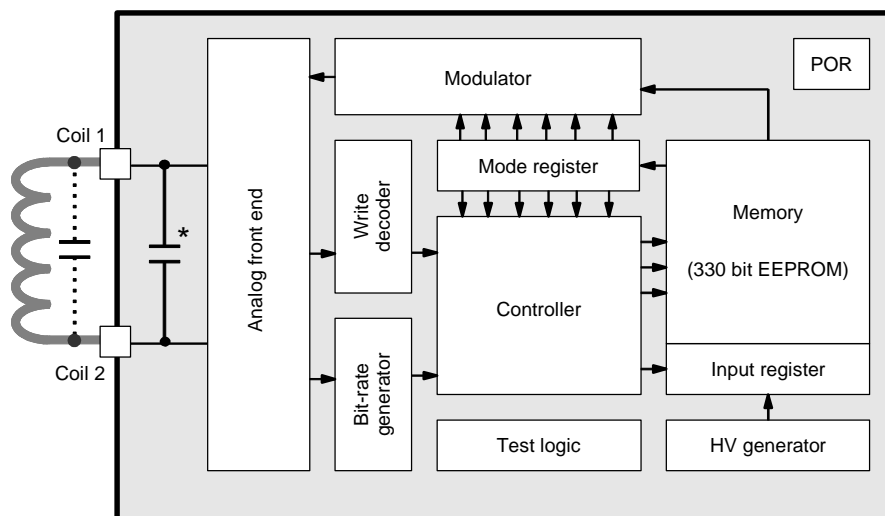 Modulator
POR
Coil 1
Mode register
Analog front end
Write
decoder
Memory
(330 bit EEPROM)
*
Controller
Coil 2
Bit-rate
generator
Input register
Test logic
HV generator